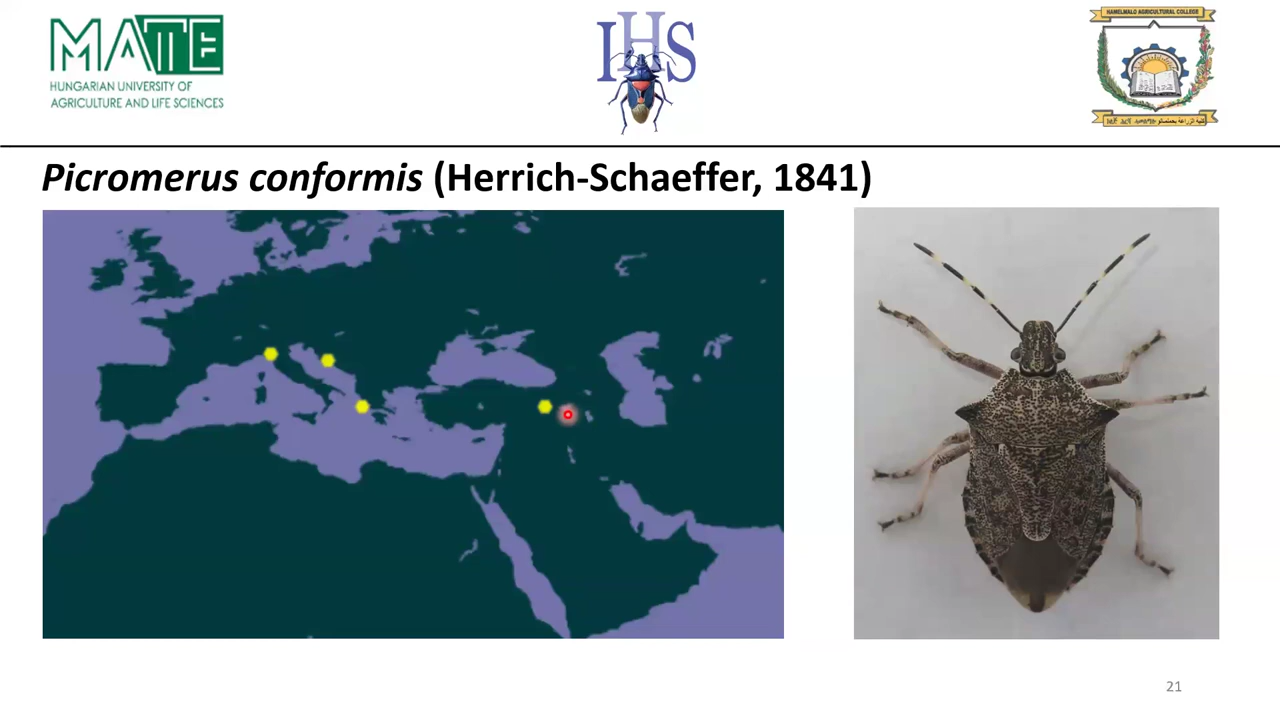 MATE
HUNGARIAN UNIVERSITY OF
AGRICULTURE AND LIFE SCIENCES
IHS
HAMELMALO AGRICULTURAL COLLEGE
Picromerus conformis (Herrich-Schaeffer, 1841)
21